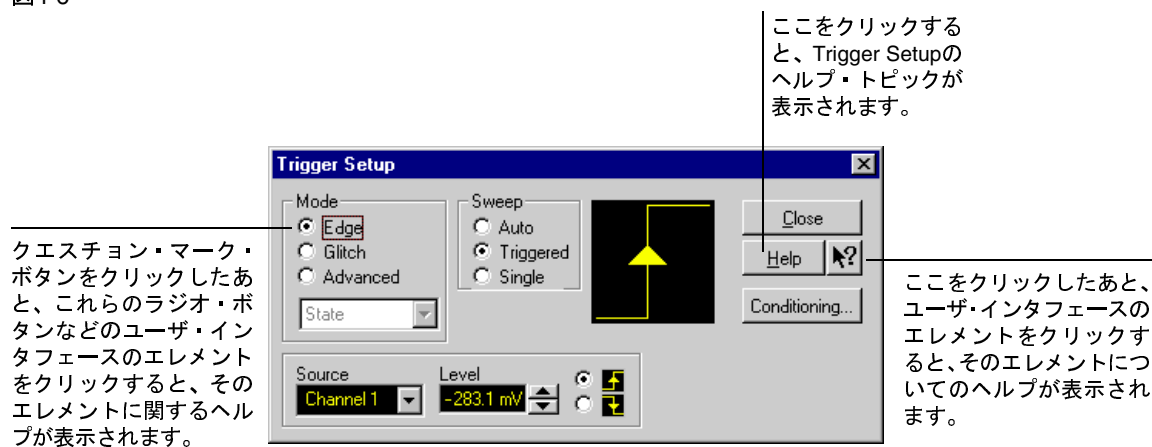 ここをクリックする
と、Trigger Setupの
ヘルプ・トピックが
表示されます。
Trigger Setup
Mode
Edge
Glitch
Advanced
State
Sweep
Auto
Triggered
Single
Close
Help
Conditioning...
Source
Channel 1
Level
-283.1 mV
クエスチョン・マーク・
ボタンをクリックしたあ
と、これらのラジオ・ボ
タンなどのユーザ・イン
タフェースのエレメント
をクリックすると、その
エレメントに関するヘル
プが表示されます。
ここをクリックしたあと、
ユーザ・インタフェースの
エレメントをクリックす
ると、そのエレメントにつ
いてのヘルプが表示され
ます。